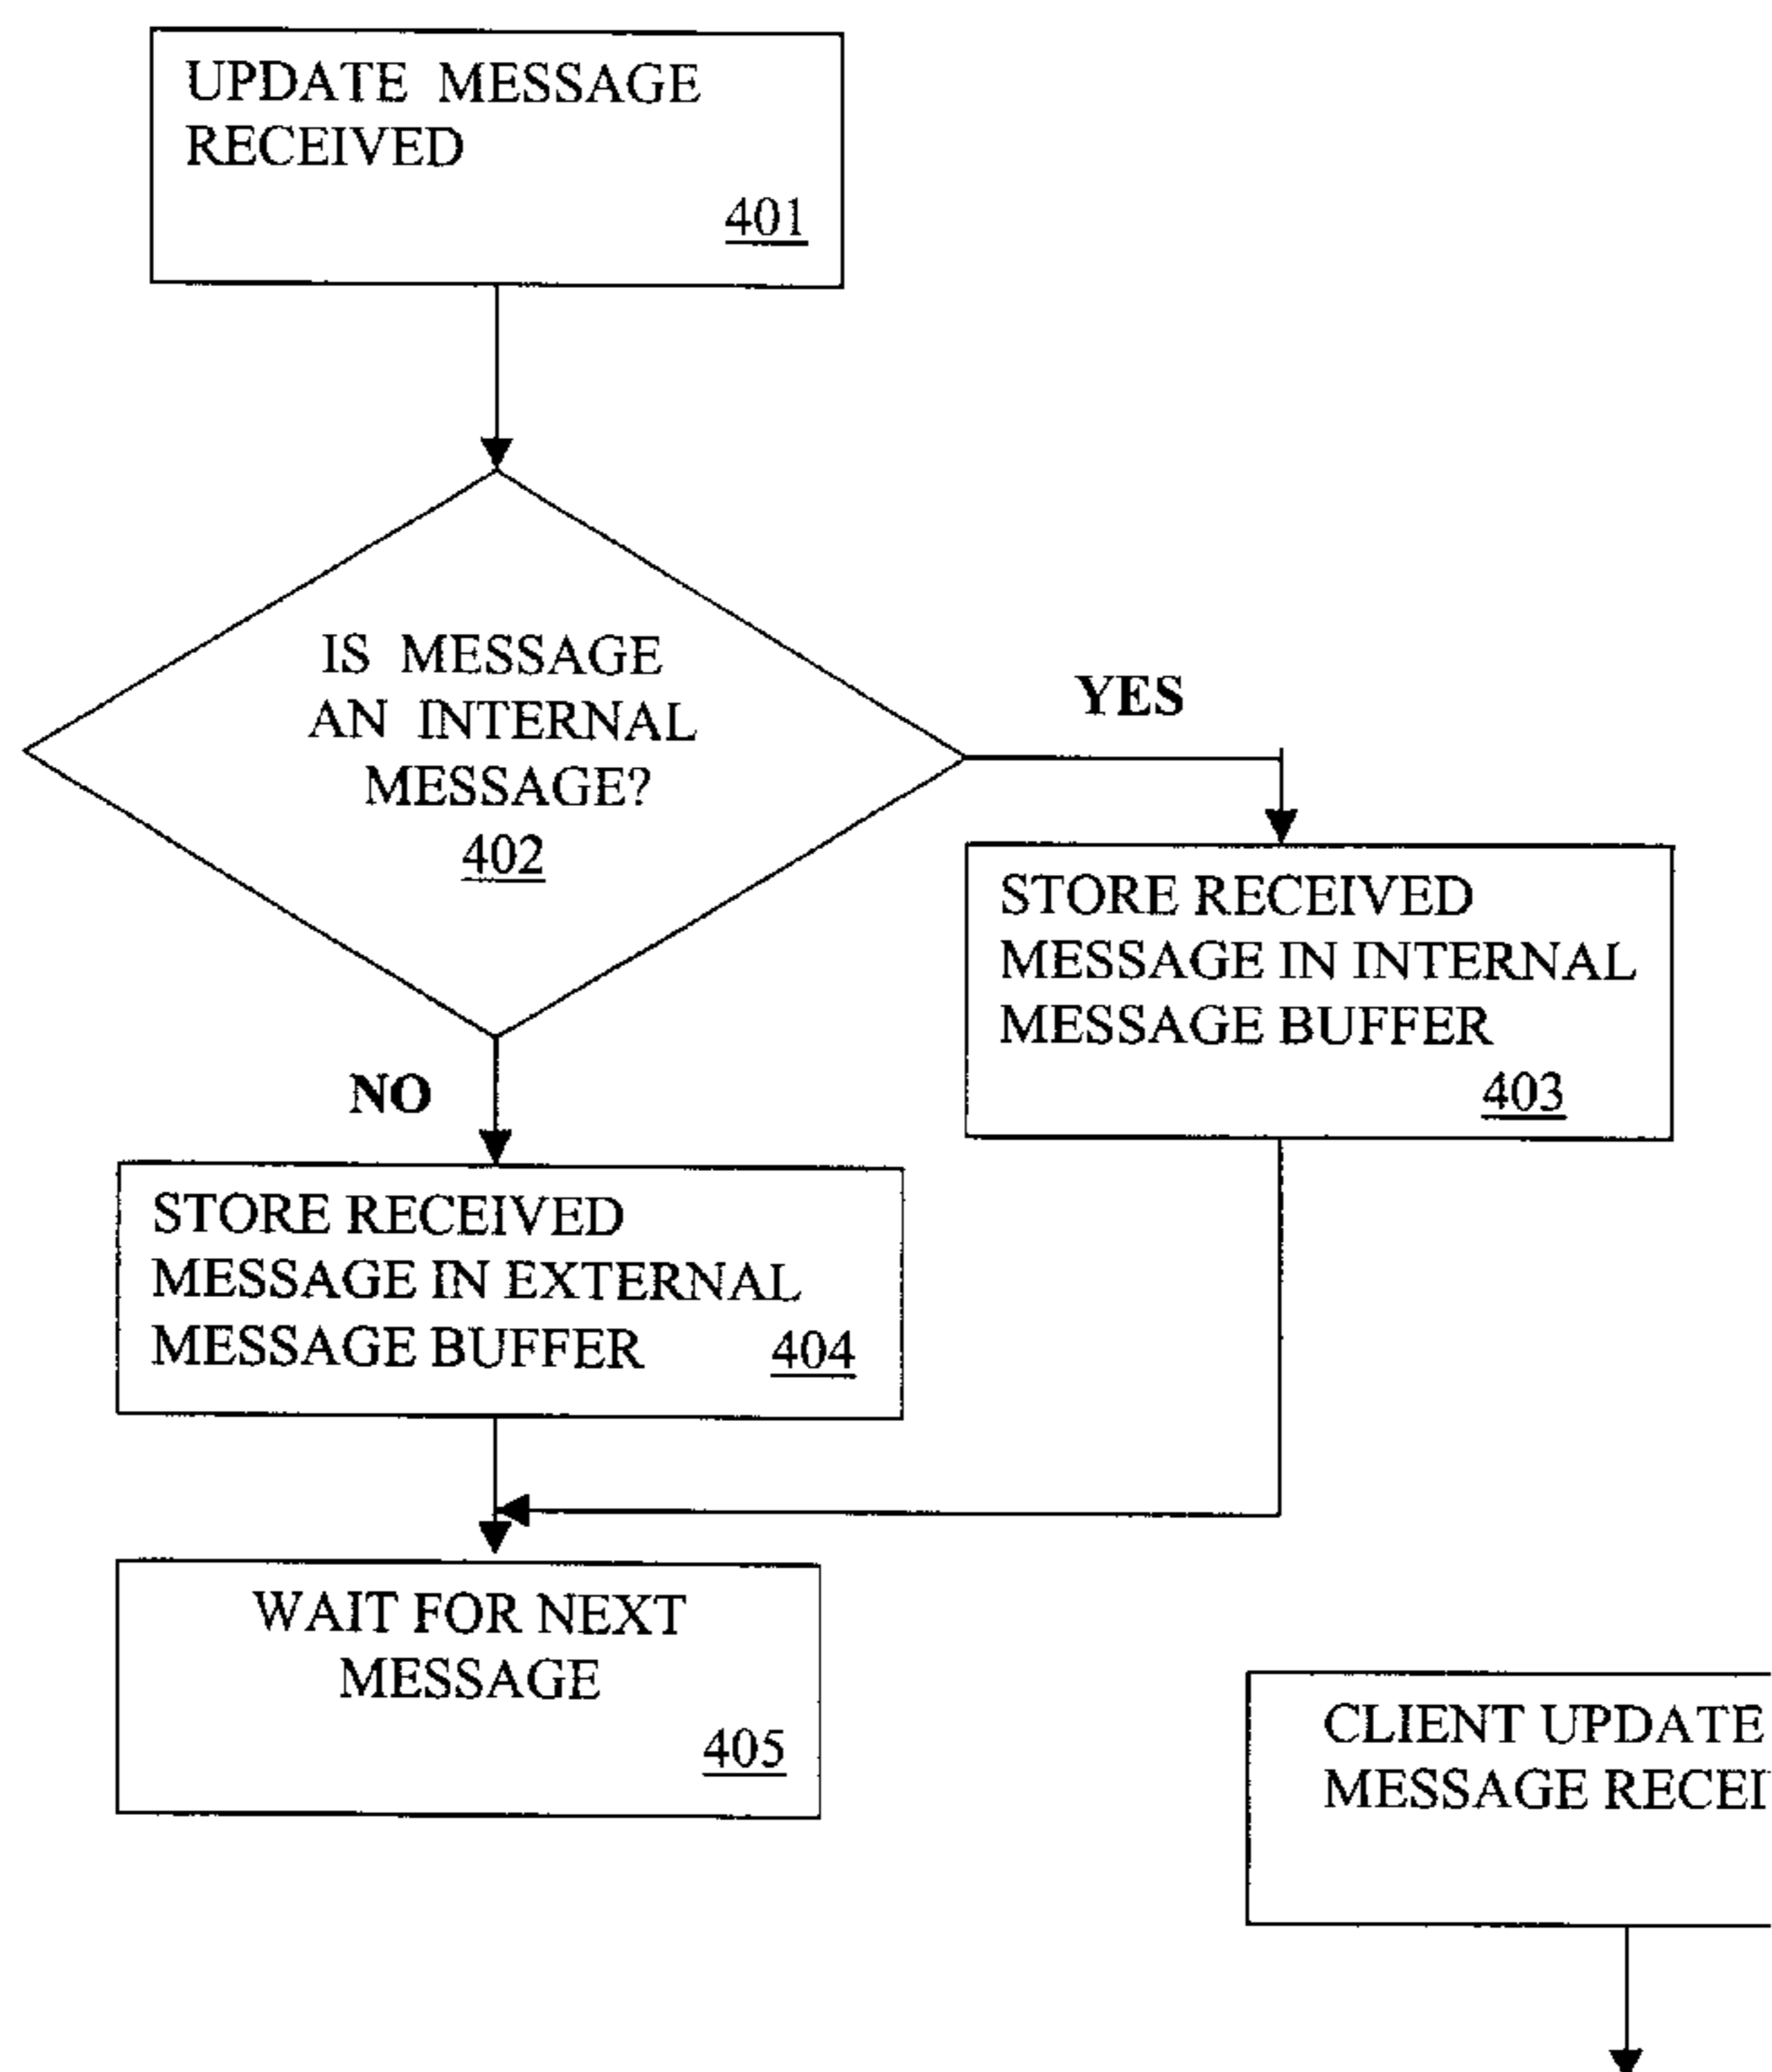 UPDATE MESSAGE
RECEIVED
401
IS MESSAGE
AN INTERNAL
MESSAGE?
402
YES
STORE RECEIVED
MESSAGE IN INTERNAL
MESSAGE BUFFER
403
NO
STORE RECEIVED
MESSAGE IN EXTERNAL
MESSAGE BUFFER 404
WAIT FOR NEXT
MESSAGE
405
CLIENT UPDATE
MESSAGE